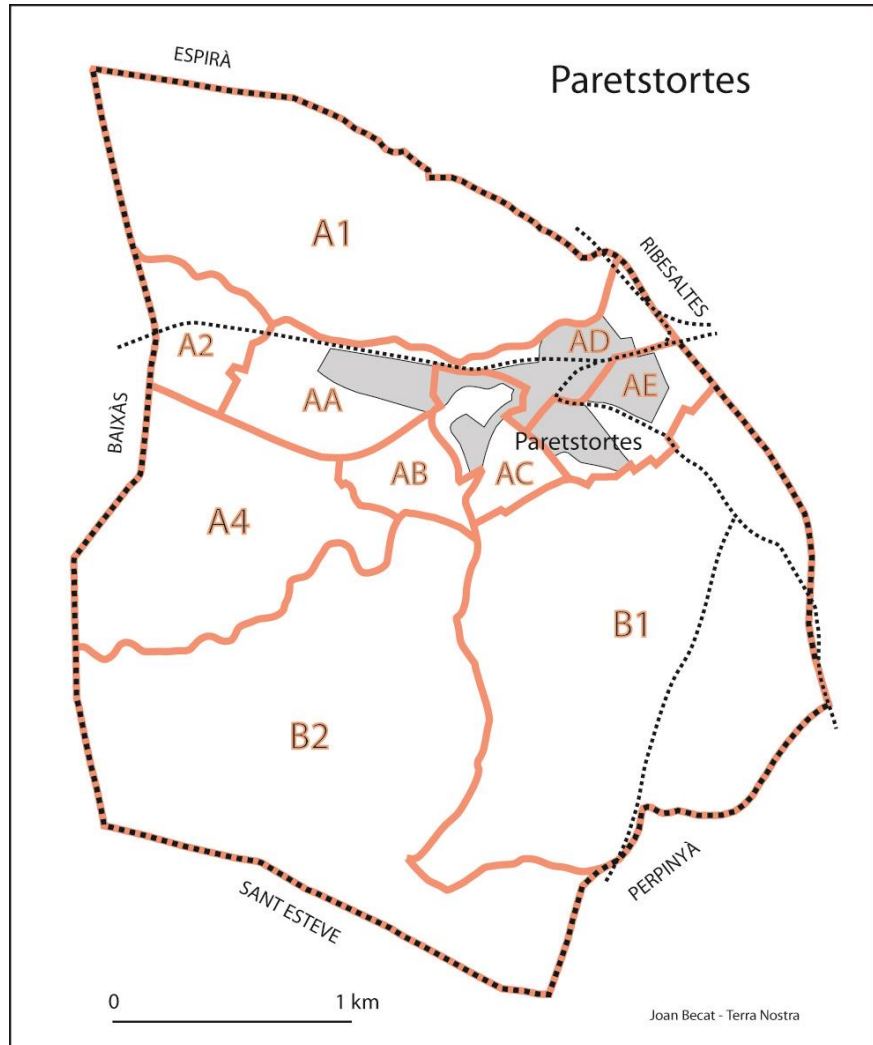 Paretstortes
ESPIRÀ
A1
RIBESALTES
A2
AD
AE
AA
BAIXÀS
Paretstortes
AB
AC
A4
B1
B2
PERPINYÀ
SANT ESTEVE
0 1 km
Joan Becat - Terra Nostra